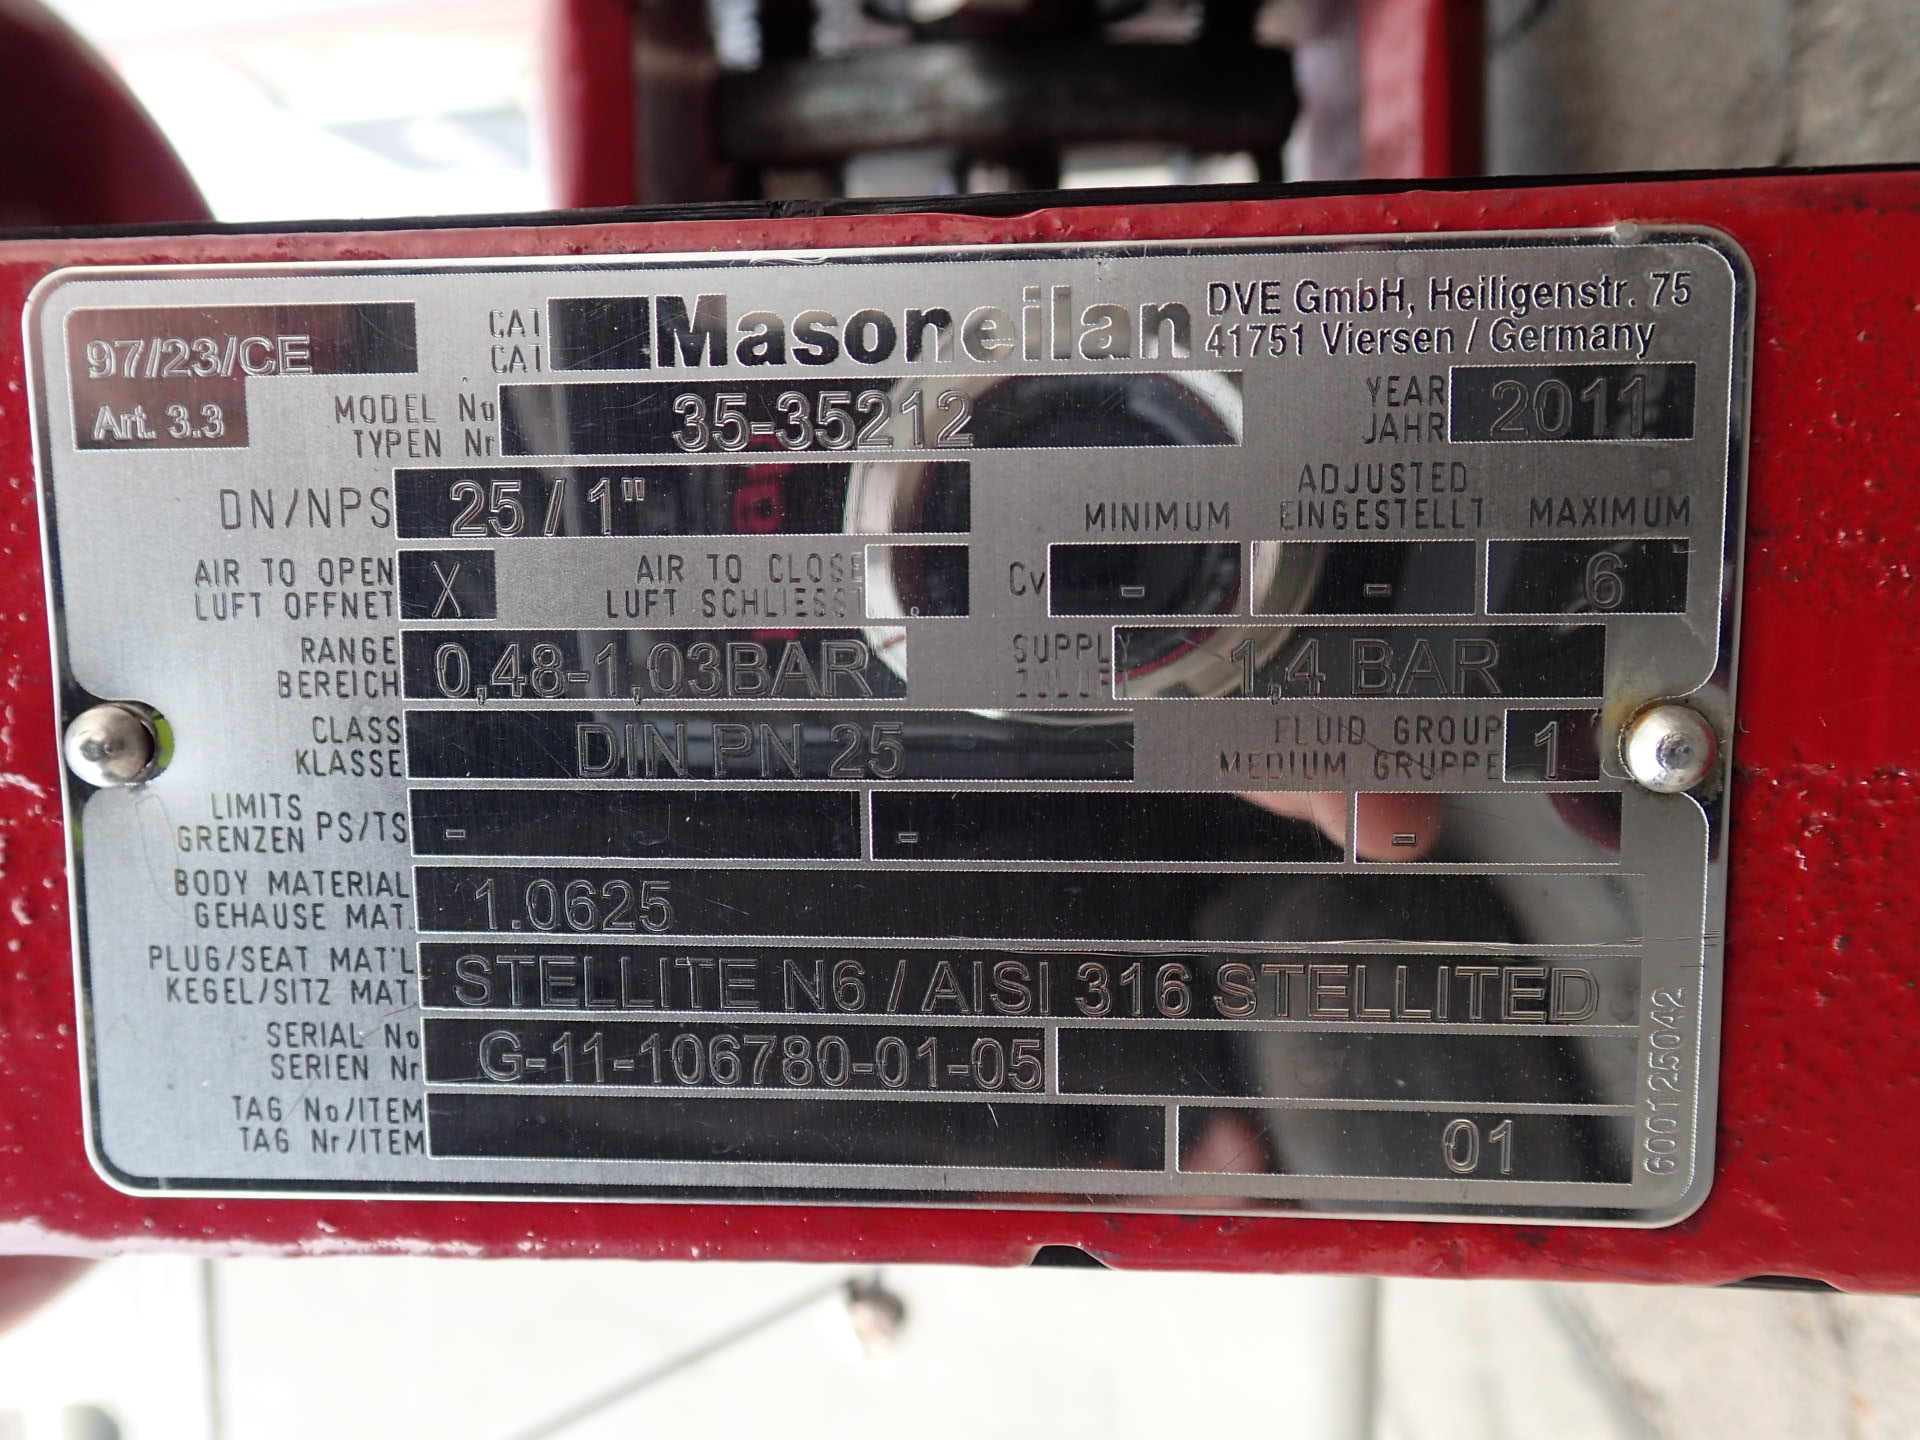 97/23/CE
Art. 3.3
CAT
CAT
Masoneilan
DVE GmbH, Heiligenstr. 75
41751 Viersen / Germany
MODEL No
TYPEN Nr
35-35212
YEAR
JAHR
2011
DN/NPS
25 / 1"
MINIMUM
ADJUSTED
EINGESTELLT
MAXIMUM
AIR TO OPEN
LUFT OFFNET
X
AIR TO CLOSE
LUFT SCHLIESST
Cv
-
-
6
RANGE
BEREICH
0,48-1,03BAR
SUPPLY
ZULUFT
1,4 BAR
CLASS
KLASSE
DIN PN 25
FLUID GROUP
MEDIUM GRUPPE
1
LIMITS
GRENZEN
PS/TS
-
-
-
BODY MATERIAL
GEHAUSE MAT.
1.0625
PLUG/SEAT MAT'L
KEGEL/SITZ MAT.
STELLITE N6 / AISI 316 STELLITED
SERIAL No
SERIEN Nr
G-11-106780-01-05
TAG No/ITEM
TAG Nr/ITEM
01
600125042